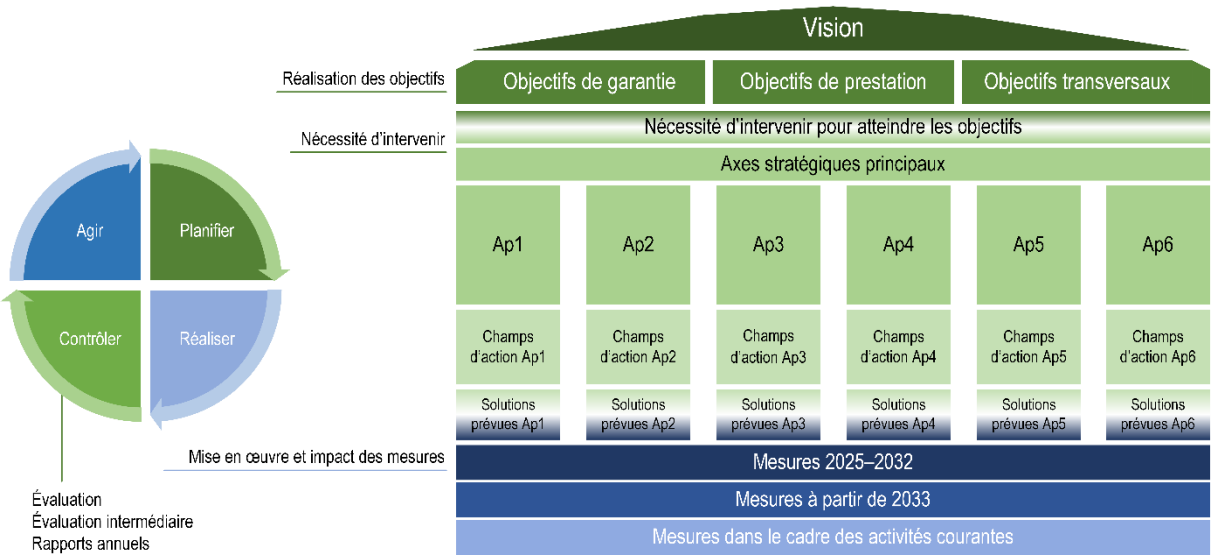 Vision
Réalisation des objectifs
Objectifs de garantie
Objectifs de prestation
Objectifs transversaux
Nécessité d'intervenir
Nécessité d'intervenir pour atteindre les objectifs
Axes stratégiques principaux
Agir
Planifier
Contrôler
Réaliser
Ap1
Ap2
Ap3
Ap4
Ap5
Ap6
Champs
d'action Ap1
Champs
d'action Ap2
Champs
d'action Ap3
Champs
d'action Ap4
Champs
d'action Ap5
Champs
d'action Ap6
Solutions
prévues Ap1
Solutions
prévues Ap2
Solutions
prévues Ap3
Solutions
prévues Ap4
Solutions
prévues Ap5
Solutions
prévues Ap6
Mise en œuvre et impact des mesures
Mesures 2025–2032
Mesures à partir de 2033
Mesures dans le cadre des activités courantes
Évaluation
Évaluation intermédiaire
Rapports annuels